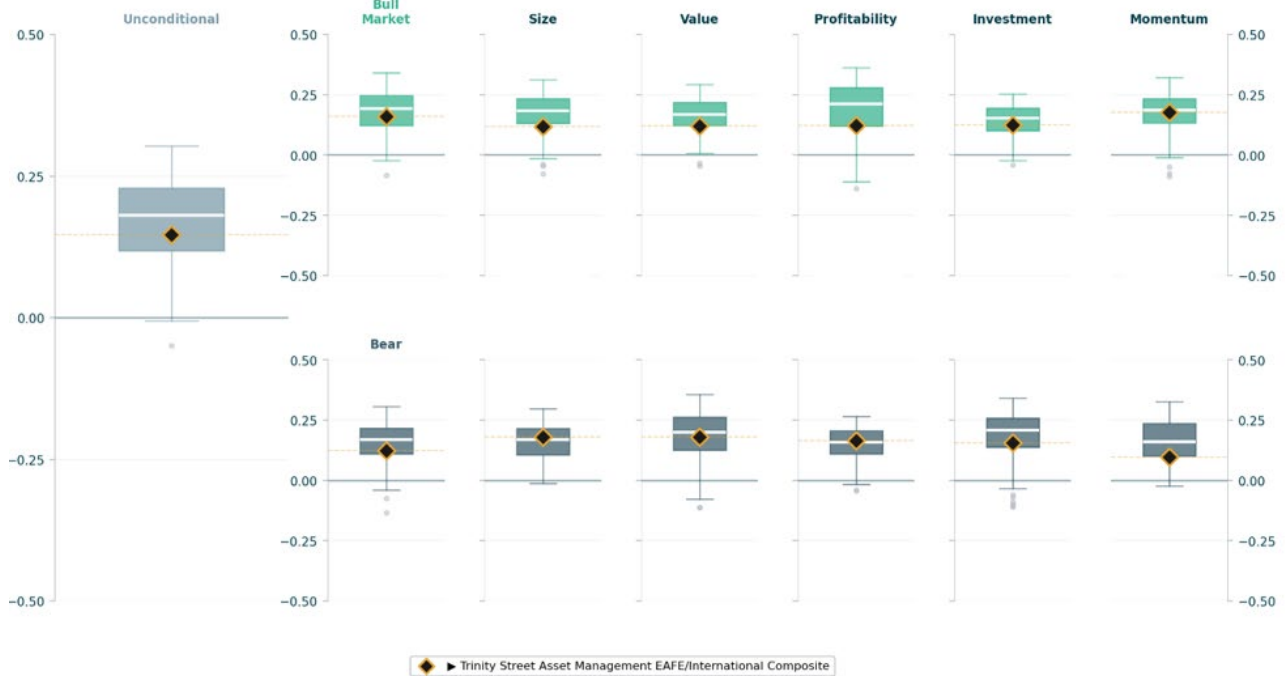 Unconditional
Bull
Market
Size
Value
Profitability
Investment
Momentum
0.50
0.25
0.00
−0.25
−0.50
0.50
0.25
0.00
−0.25
−0.50
0.50
0.25
0.00
−0.25
−0.50
Bear
0.50
0.25
0.00
−0.25
−0.50
0.50
0.25
0.00
−0.25
−0.50
▶ Trinity Street Asset Management EAFE/International Composite